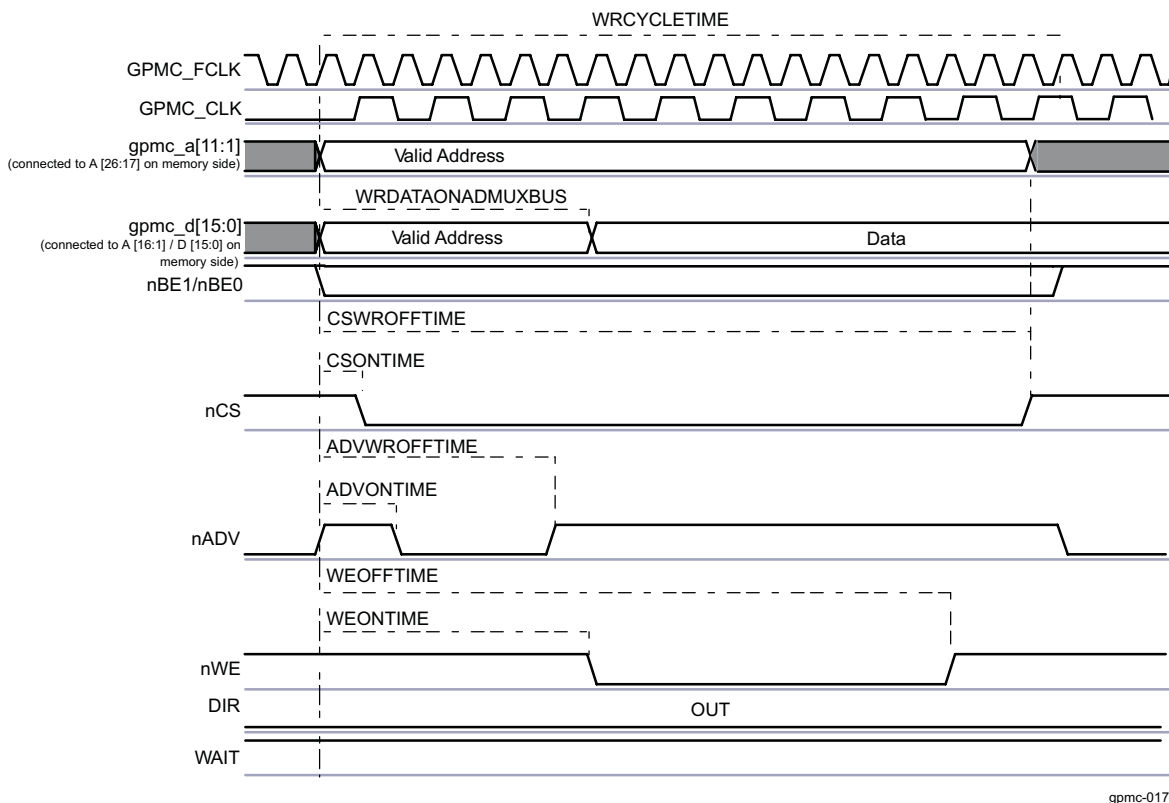 WRCYCLETIME
GPMC_FCLK
GPMC_CLK
gpmc_a[11:1]
(connected to A [26:17] on memory side)
Valid Address
WRDATAONADMUXBUS
gpmc_d[15:0]
(connected to A [16:1] / D [15:0] on
memory side)
Valid Address
Data
nBE1/nBE0
CSWROFFTIME
CSONTIME
nCS
ADVWROFFTIME
ADVONTIME
nADV
WEOFFTIME
WEONTIME
nWE
DIR
OUT
WAIT
gpmc-017